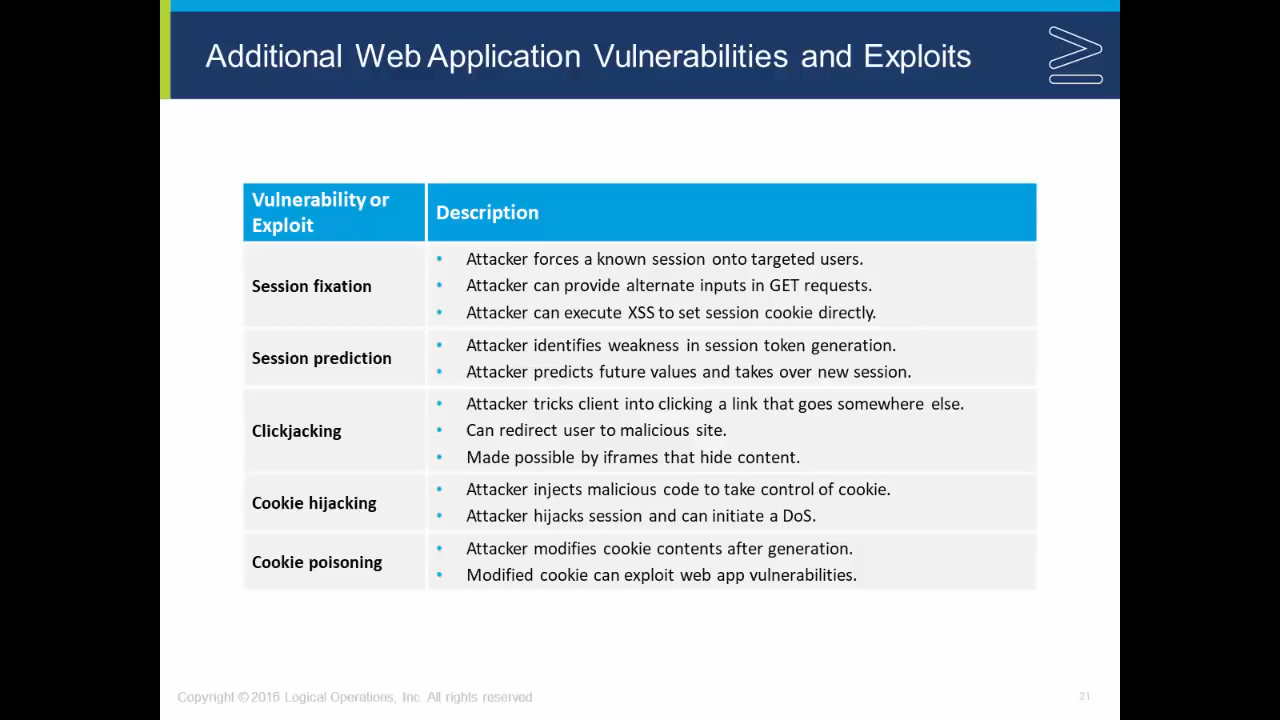 Additional Web Application Vulnerabilities and Exploits
Vulnerability or
Exploit
Description
Session fixation
• Attacker forces a known session onto targeted users.
• Attacker can provide alternate inputs in GET requests.
• Attacker can execute XSS to set session cookie directly.
Session prediction
• Attacker identifies weakness in session token generation.
• Attacker predicts future values and takes over new session.
Clickjacking
• Attacker tricks client into clicking a link that goes somewhere else.
• Can redirect user to malicious site.
• Made possible by iframes that hide content.
Cookie hijacking
• Attacker injects malicious code to take control of cookie.
• Attacker hijacks session and can initiate a DoS.
Cookie poisoning
• Attacker modifies cookie contents after generation.
• Modified cookie can exploit web app vulnerabilities.
Copyright © 2016 Logical Operations, Inc. All rights reserved
21